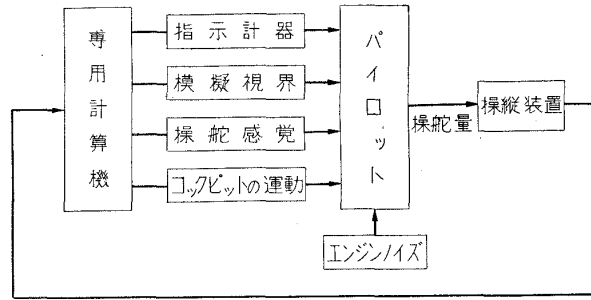 専用計算機
指示計器
模擬視界
操舵感覚
コックピットの運動
パイロット
操舵量
操縦装置
エンジンノイズ